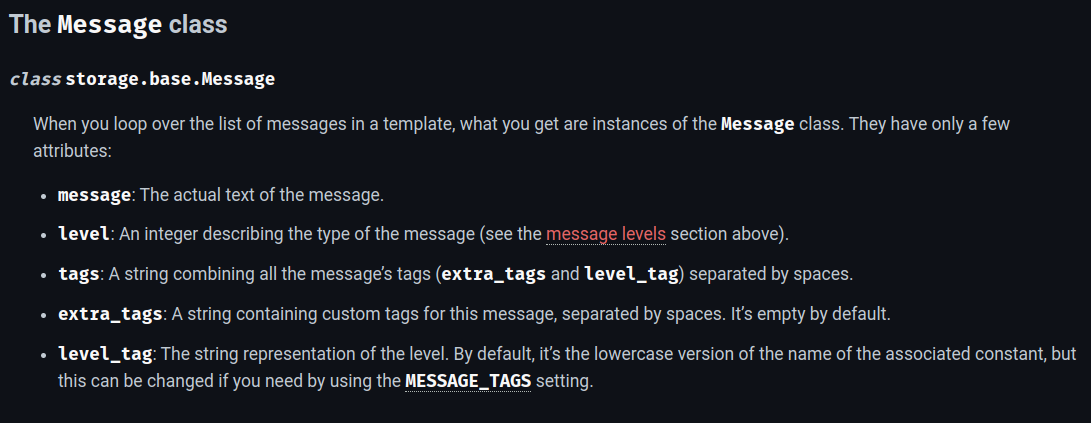 The Message class
class storage.base.Message
When you loop over the list of messages in a template, what you get are instances of the Message class. They have only a few
attributes:
• message: The actual text of the message.
• level: An integer describing the type of the message (see the message levels section above).
• tags: A string combining all the message’s tags (extra_tags and level_tag) separated by spaces.
• extra_tags: A string containing custom tags for this message, separated by spaces. It’s empty by default.
• level_tag: The string representation of the level. By default, it’s the lowercase version of the name of the associated constant, but
this can be changed if you need by using the MESSAGE_TAGS setting.